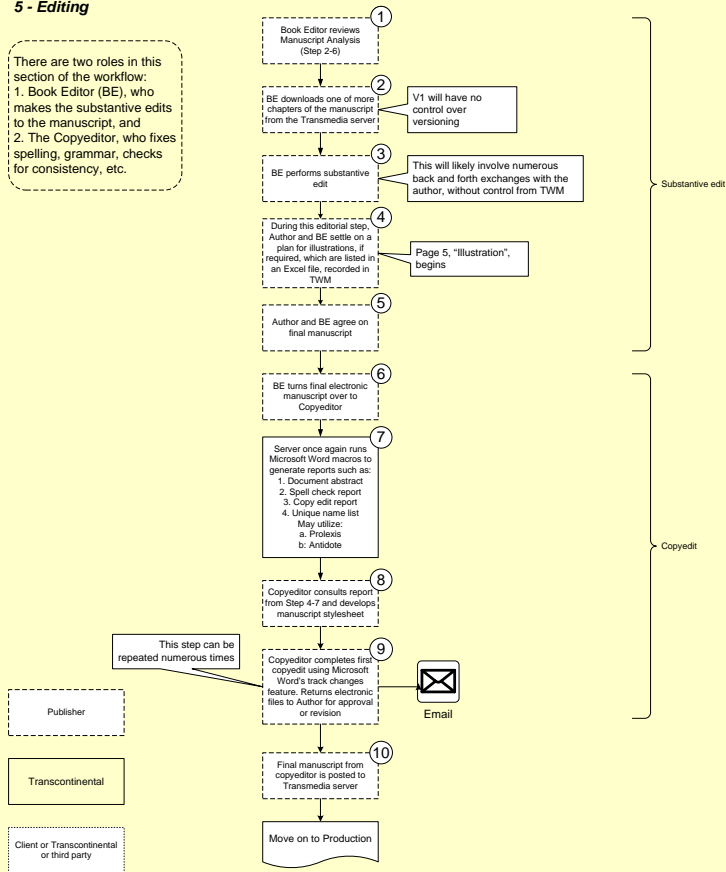 5 - Editing
There are two roles in this
section of the workflow:
1. Book Editor (BE), who
makes the substantive edits
to the manuscript, and
2. The Copyeditor, who fixes
spelling, grammar, checks
for consistency, etc.
1
Book Editor reviews
Manuscript Analysis
(Step 2-6)
2
BE downloads one of more
chapters of the manuscript
from the Transmedia server
V1 will have no
control over
versioning
3
BE performs substantive
edit
This will likely involve numerous
back and forth exchanges with the
author, without control from TWM
Substantive edit
4
During this editorial step,
Author and BE settle on a
plan for illustrations, if
required, which are listed in
an Excel file, recorded in
TWM
Page 5, “Illustration”,
begins
5
Author and BE agree on
final manuscript
6
BE turns final electronic
manuscript over to
Copyeditor
7
Server once again runs
Microsoft Word macros to
generate reports such as:
1. Document abstract
2. Spell check report
3. Copy edit report
4. Unique name list
May utilize:
a. Prolexis
b: Antidote
Copyedit
8
Copyeditor consults report
from Step 4-7 and develops
manuscript stylesheet
This step can be
repeated numerous times
9
Copyeditor completes first
copyedit using Microsoft
Word’s track changes
feature. Returns electronic
files to Author for approval
or revision
Email
10
Final manuscript from
copyeditor is posted to
Transmedia server
Move on to Production
Publisher
Transcontinental
Client or Transcontinental
or third party